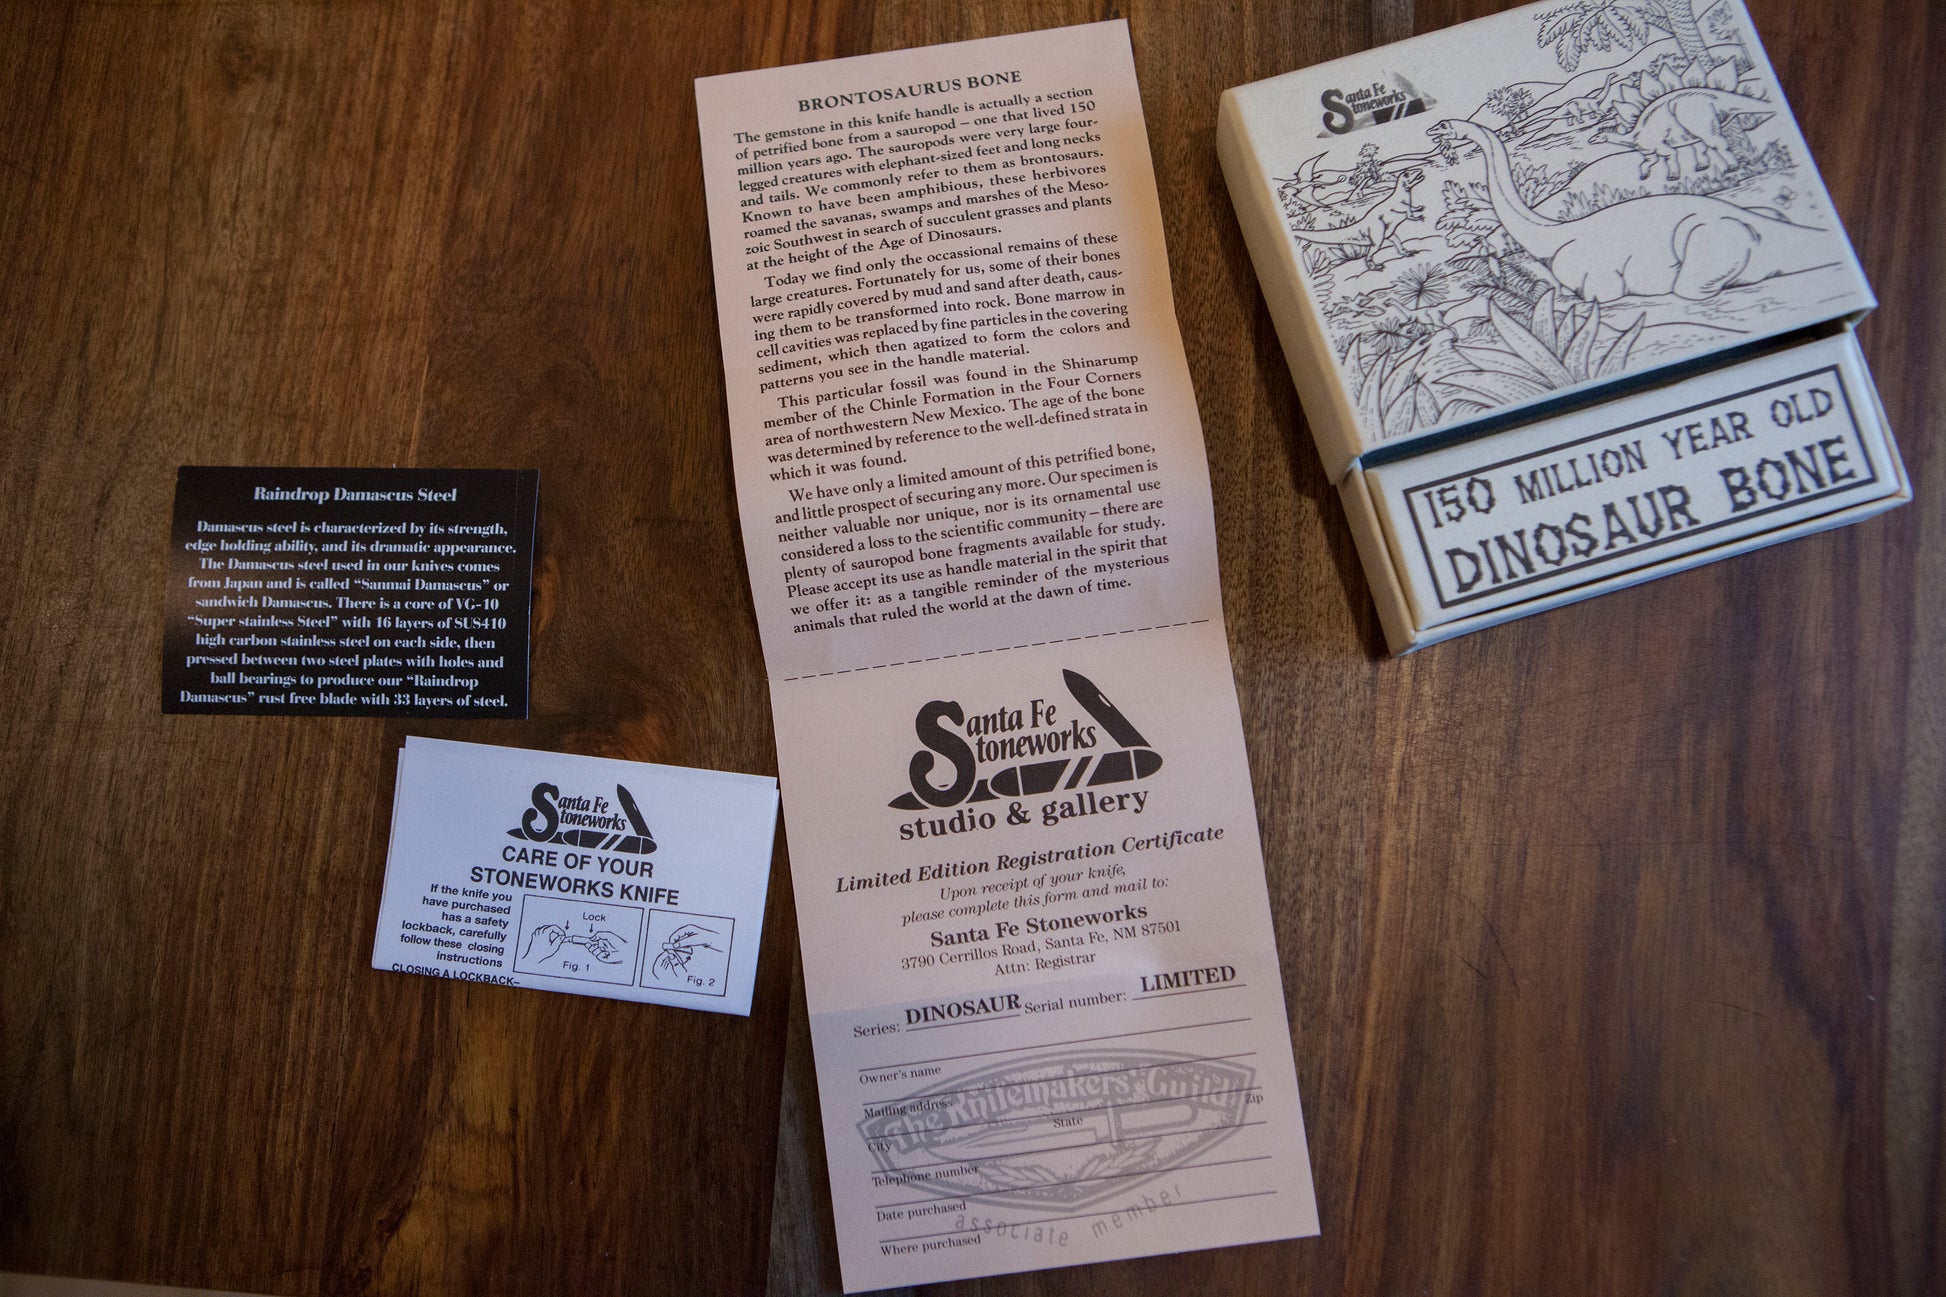 Raindrop Damascus Steel
Damascus steel is characterized by its strength,
edge holding ability, and its dramatic appearance.
The Damascus steel used in our knives comes
from Japan and is called “Sanmai Damascus” or
sandwich Damascus. There is a core of VG-10
“Super stainless Steel” with 16 layers of SUS410
high carbon stainless steel on each side, then
pressed between two steel plates with holes and
ball bearings to produce our “Raindrop
Damascus” rust free blade with 33 layers of steel.
Santa Fe
Stoneworks
CARE OF YOUR
STONEWORKS KNIFE
If the knife you
have purchased
has a safety
lockback, carefully
follow these closing
instructions
CLOSING A LOCKBACK–
Lock
Fig. 1
Fig. 2
BRONTOSAURUS BONE
The gemstone in this knife handle is actually a section
of petrified bone from a sauropod – one that lived 150
million years ago. The sauropods were very large four-
legged creatures with elephant-sized feet and long necks
and tails. We commonly refer to them as brontosaurs.
Known to have been amphibious, these herbivores
roamed the savanas, swamps and marshes of the Meso-
zoic Southwest in search of succulent grasses and plants
at the height of the Age of Dinosaurs.
Today we find only the occassional remains of these
large creatures. Fortunately for us, some of their bones
were rapidly covered by mud and sand after death, caus-
ing them to be transformed into rock. Bone marrow in
cell cavities was replaced by fine particles in the covering
sediment, which then agatized to form the colors and
patterns you see in the handle material.
This particular fossil was found in the Shinarump
member of the Chinle Formation in the Four Corners
area of northwestern New Mexico. The age of the bone
was determined by reference to the well-defined strata in
which it was found.
We have only a limited amount of this petrified bone,
and little prospect of securing any more. Our specimen is
neither valuable nor unique, nor is its ornamental use
considered a loss to the scientific community – there are
plenty of sauropod bone fragments available for study.
Please accept its use as handle material in the spirit that
we offer it: as a tangible reminder of the mysterious
animals that ruled the world at the dawn of time.
Santa Fe
Stoneworks
studio & gallery
Limited Edition Registration Certificate
Upon receipt of your knife,
please complete this form and mail to:
Santa Fe Stoneworks
3790 Cerrillos Road, Santa Fe, NM 87501
Attn: Registrar
Series: DINOSAUR Serial number: LIMITED
Owner's name
Mailing address
City State Zip
Telephone number
Date purchased
Where purchased
The Knifemakers' Guild
associate member
Santa Fe
Stoneworks
150 MILLION YEAR OLD
DINOSAUR BONE